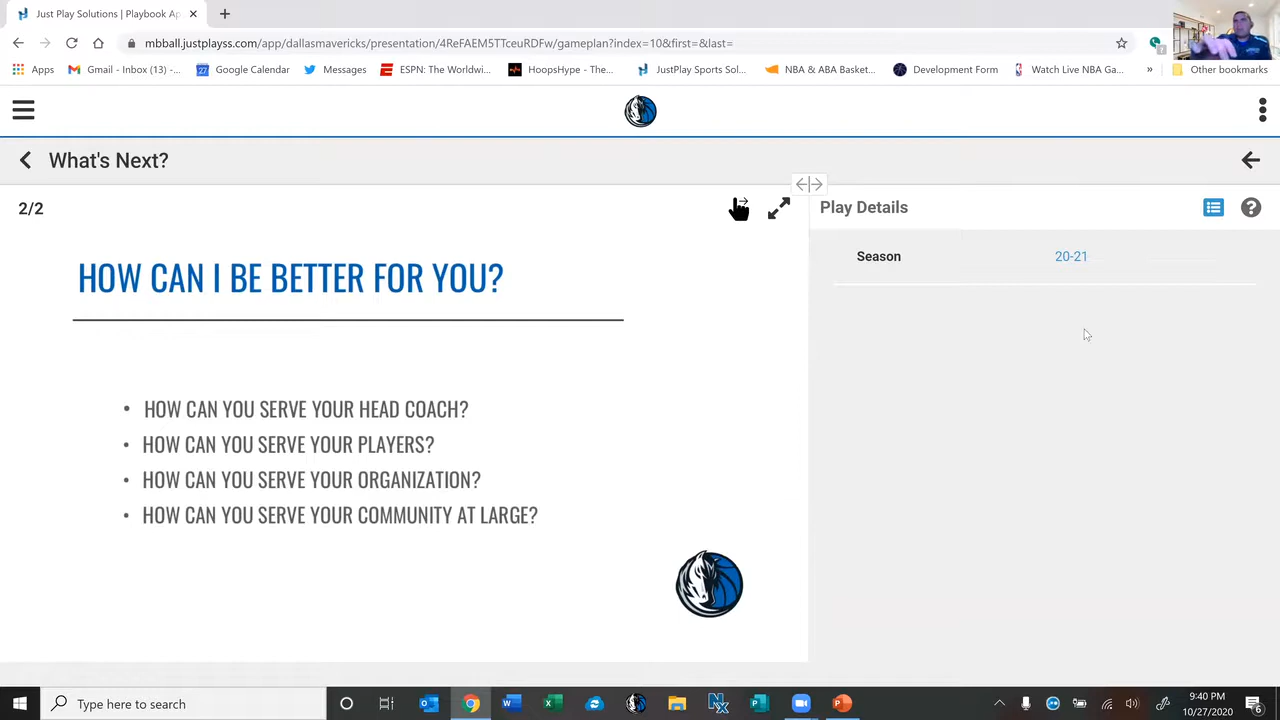 Just Play Solutions | Playbook Ap
mbball.justplayss.com/app/dallasmavericks/presentation/4ReFAEM5TTceuRDFw/gameplan?index=10&first=&last=
Apps
Gmail - Inbox (13) -...
27
Google Calendar
Messages
ESPN: The Worldwi...
HoopsHype - The...
JustPlay Sports Sol...
NBA & ABA Basket...
Development Form
Watch Live NBA Ga...
»
Other bookmarks
What's Next?
2/2
Play Details
Season
20-21
HOW CAN I BE BETTER FOR YOU?
• HOW CAN YOU SERVE YOUR HEAD COACH?
• HOW CAN YOU SERVE YOUR PLAYERS?
• HOW CAN YOU SERVE YOUR ORGANIZATION?
• HOW CAN YOU SERVE YOUR COMMUNITY AT LARGE?
Type here to search
9:40 PM
10/27/2020
6